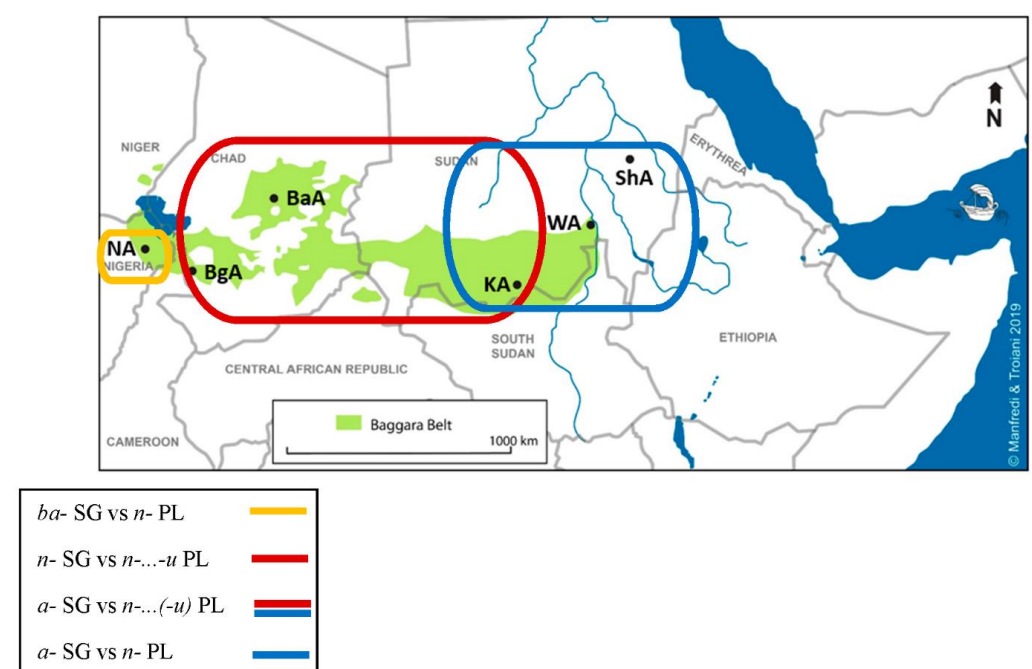 NIGER
CHAD
SUDAN
ERYTHREA
N
ShA
BaA
WA
NA
NIGERIA
BgA
KA
SOUTH
SUDAN
ETHIOPIA
CENTRAL AFRICAN REPUBLIC
Baggara Belt
1000 km
CAMEROON
© Manfredi & Troiani 2019
ba- SG vs n- PL
n- SG vs n-...-u PL
a- SG vs n-...(-u) PL
a- SG vs n- PL